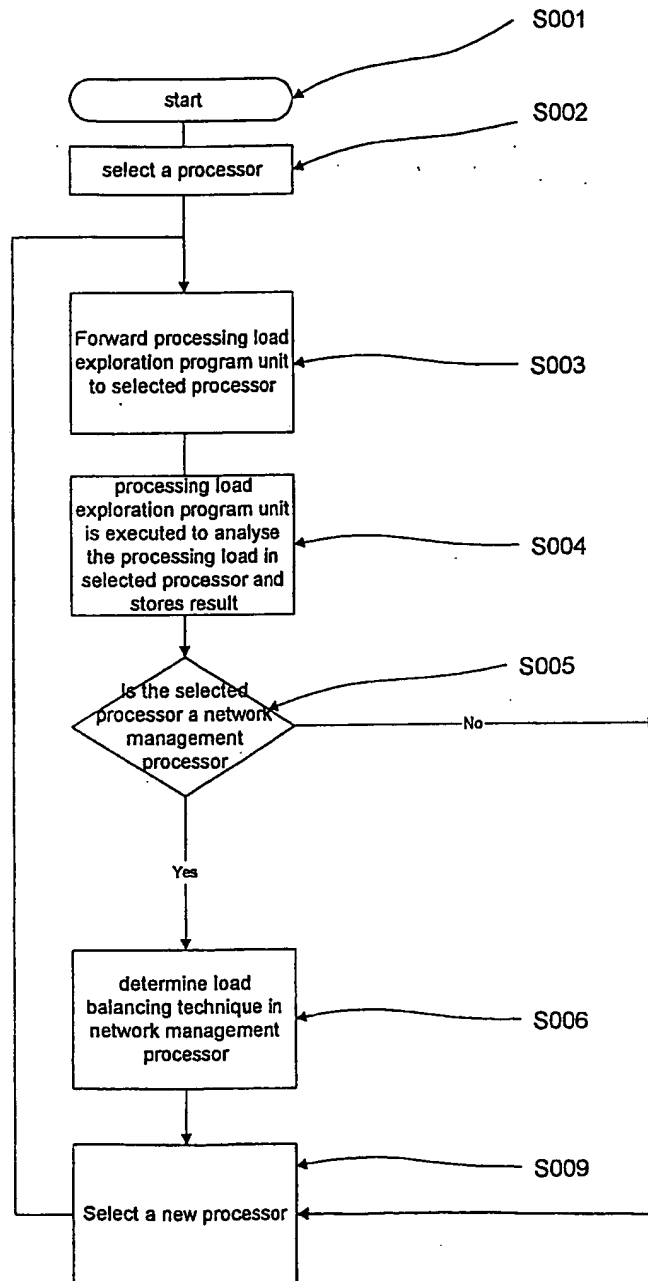 S001
start
S002
select a processor
Forward processing load
exploration program unit
to selected processor
S003
processing load
exploration program unit
is executed to analyse
the processing load in
selected processor and
stores result
S004
S005
Is the selected
processor a network
management
processor
No
Yes
determine load
balancing technique in
network management
processor
S006
S009
Select a new processor